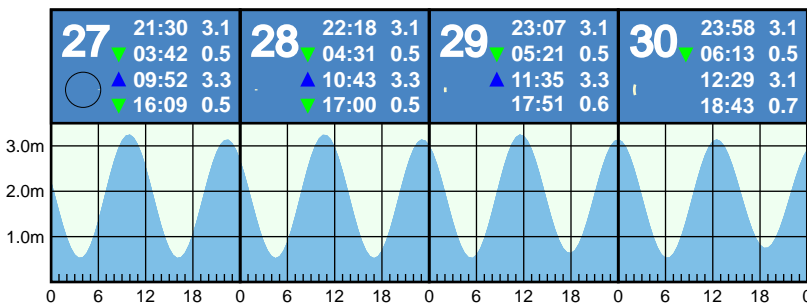 27 21:30 3.1
▼ 03:42 0.5
▲ 09:52 3.3
▼ 16:09 0.5
28 22:18 3.1
▼ 04:31 0.5
▲ 10:43 3.3
▼ 17:00 0.5
29 23:07 3.1
▼ 05:21 0.5
▲ 11:35 3.3
17:51 0.6
30 23:58 3.1
▼ 06:13 0.5
12:29 3.1
18:43 0.7
3.0m
2.0m
1.0m
0 6 12 18 0 6 12 18 0 6 12 18 0 6 12 18 0